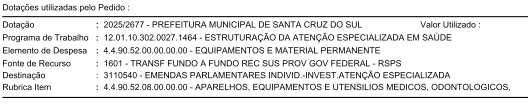 Dotações utilizadas pelo Pedido :
Dotação : 2025/2677 - PREFEITURA MUNICIPAL DE SANTA CRUZ DO SUL Valor Utilizado :
Programa de Trabalho : 12.01.10.302.0027.1464 - ESTRUTURAÇÃO DA ATENÇÃO ESPECIALIZADA EM SAÚDE
Elemento de Despesa : 4.4.90.52.00.00.00.00 - EQUIPAMENTOS E MATERIAL PERMANENTE
Fonte de Recurso : 1601 - TRANSF FUNDO A FUNDO REC SUS PROV GOV FEDERAL - RSPS
Destinação : 3110540 - EMENDAS PARLAMENTARES INDIVID.-INVEST.ATENÇÃO ESPECIALIZADA
Rubrica Item : 4.4.90.52.08.00.00.00 - APARELHOS, EQUIPAMENTOS E UTENSILIOS MEDICOS, ODONTOLOGICOS,